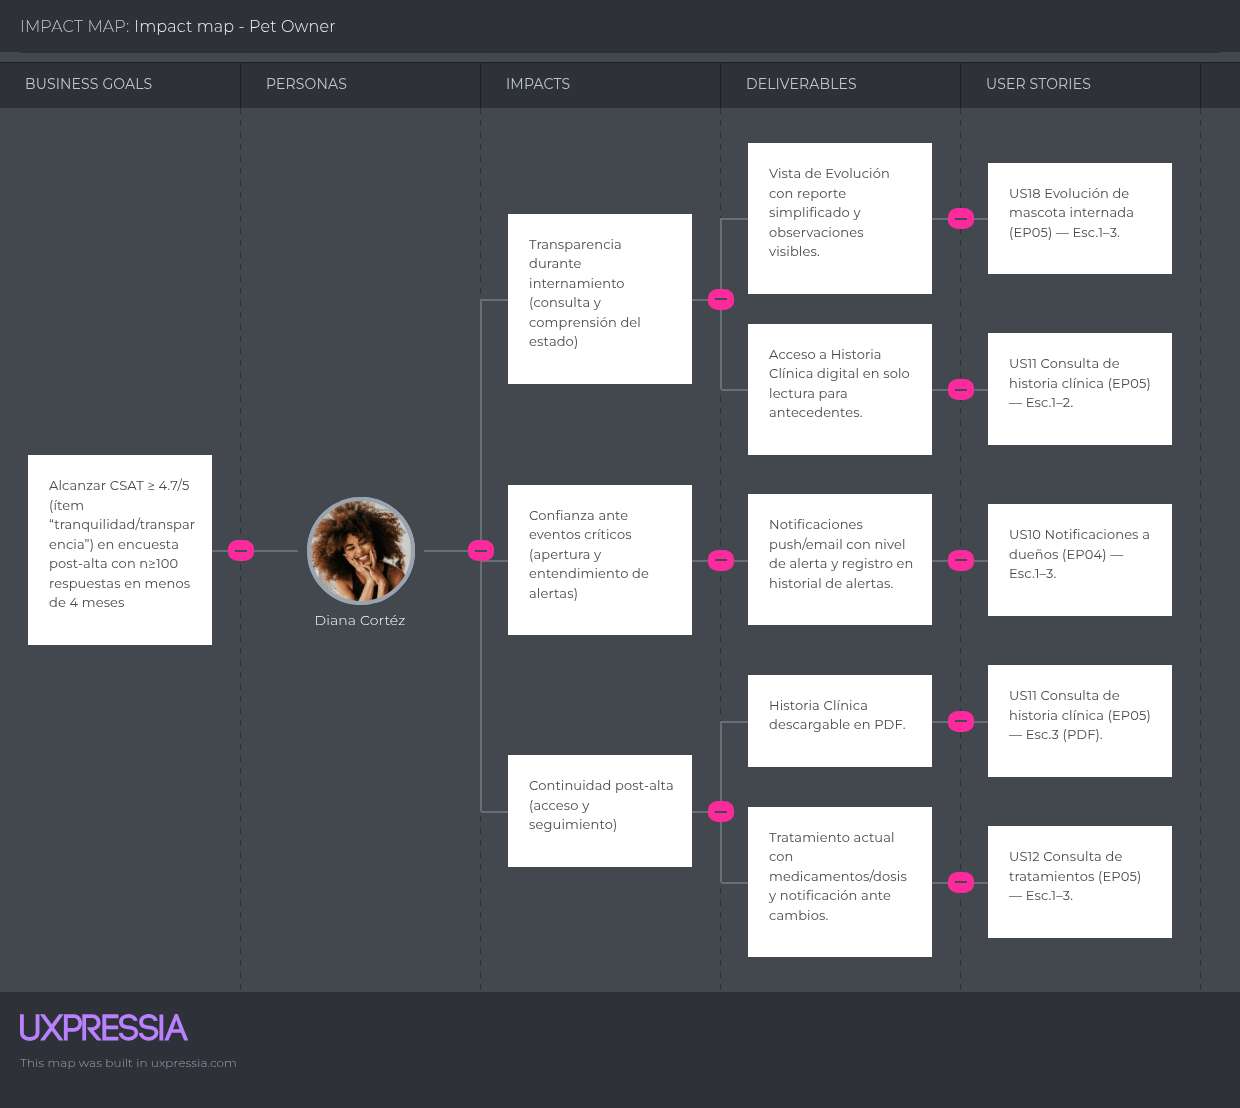 IMPACT MAP: Impact map - Pet Owner
BUSINESS GOALS
PERSONAS
IMPACTS
DELIVERABLES
USER STORIES
Alcanzar CSAT ≥ 4.7/5
(ítem
“tranquilidad/transpar
encia”) en encuesta
post-alta con n≥100
respuestas en menos
de 4 meses
Diana Cortéz
Transparencia
durante
internamiento
(consulta y
comprensión del
estado)
Vista de Evolución
con reporte
simplificado y
observaciones
visibles.
US18 Evolución de
mascota internada
(EP05) — Esc.1–3.
Acceso a Historia
Clínica digital en solo
lectura para
antecedentes.
US11 Consulta de
historia clínica (EP05)
— Esc.1–2.
Confianza ante
eventos críticos
(apertura y
entendimiento de
alertas)
Notificaciones
push/email con nivel
de alerta y registro en
historial de alertas.
US10 Notificaciones a
dueños (EP04) —
Esc.1–3.
Continuidad post-alta
(acceso y
seguimiento)
Historia Clínica
descargable en PDF.
US11 Consulta de
historia clínica (EP05)
— Esc.3 (PDF).
Tratamiento actual
con
medicamentos/dosis
y notificación ante
cambios.
US12 Consulta de
tratamientos (EP05)
— Esc.1–3.
UXPRESSIA
This map was built in uxpressia.com